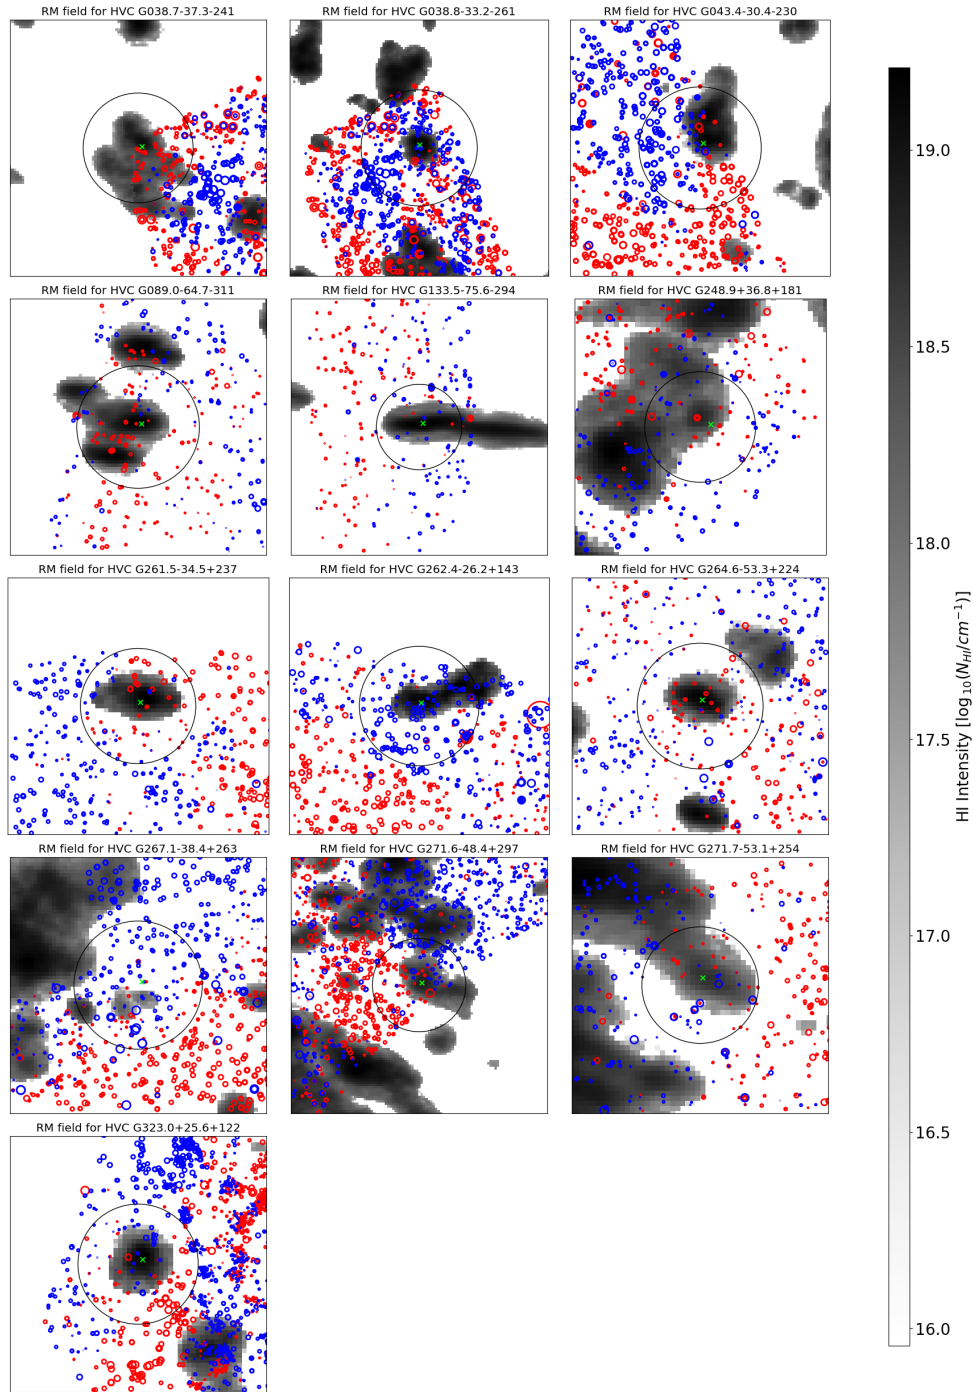 RM field for HVC G038.7-37.3-241
RM field for HVC G038.8-33.2-261
RM field for HVC G043.4-30.4-230
RM field for HVC G089.0-64.7-311
RM field for HVC G133.5-75.6-294
RM field for HVC G248.9+36.8+181
RM field for HVC G261.5-34.5+237
RM field for HVC G262.4-26.2+143
RM field for HVC G264.6-53.3+224
RM field for HVC G267.1-38.4+263
RM field for HVC G271.6-48.4+297
RM field for HVC G271.7-53.1+254
RM field for HVC G323.0+25.6+122
19.0
18.5
18.0
17.5
17.0
16.5
16.0
HI Intensity [log₁₀(N_HI/cm⁻¹)]